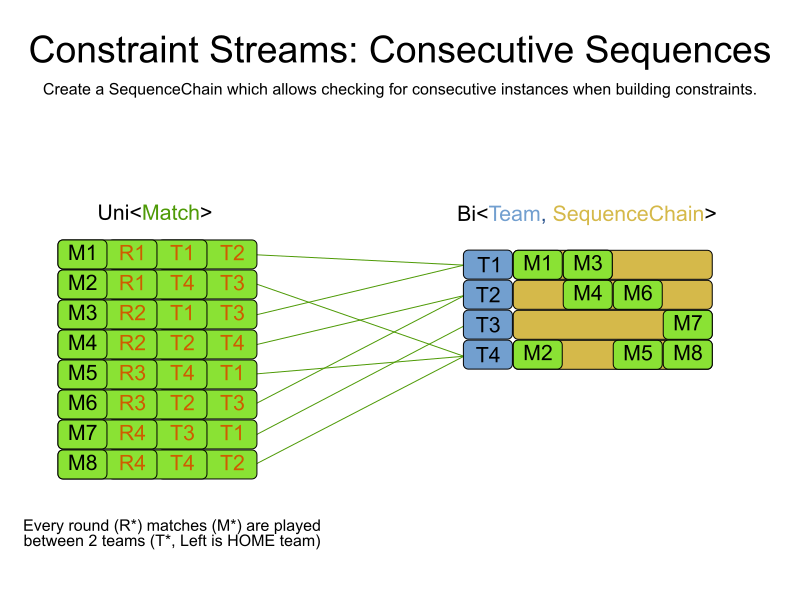 Constraint Streams: Consecutive Sequences
Create a SequenceChain which allows checking for consecutive instances when building constraints.
Uni<Match>
M1 R1 T1 T2
M2 R1 T4 T3
M3 R2 T1 T3
M4 R2 T2 T4
M5 R3 T4 T1
M6 R3 T2 T3
M7 R4 T3 T1
M8 R4 T4 T2
Bi<Team, SequenceChain>
T1 M1 M3
T2 M4 M6
T3 M7
T4 M2 M5 M8
Every round (R*) matches (M*) are played
between 2 teams (T*, Left is HOME team)